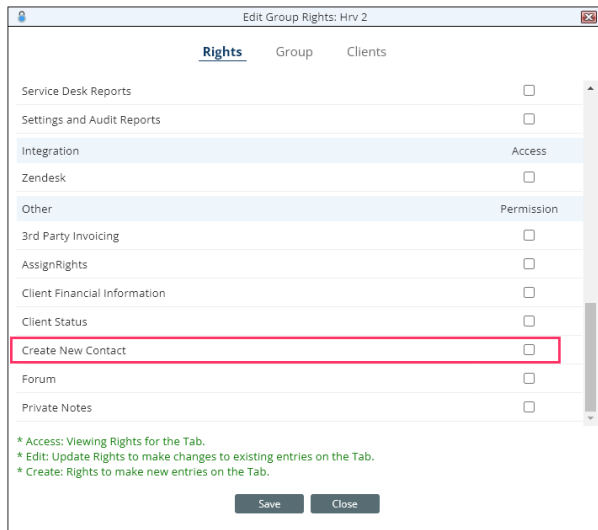 Edit Group Rights: Hrv 2
Rights Group Clients
Service Desk Reports
Settings and Audit Reports
Integration Access
Zendesk
Other Permission
3rd Party Invoicing
AssignRights
Client Financial Information
Client Status
Create New Contact
Forum
Private Notes
* Access: Viewing Rights for the Tab.
* Edit: Update Rights to make changes to existing entries on the Tab.
* Create: Rights to make new entries on the Tab.
Save Close